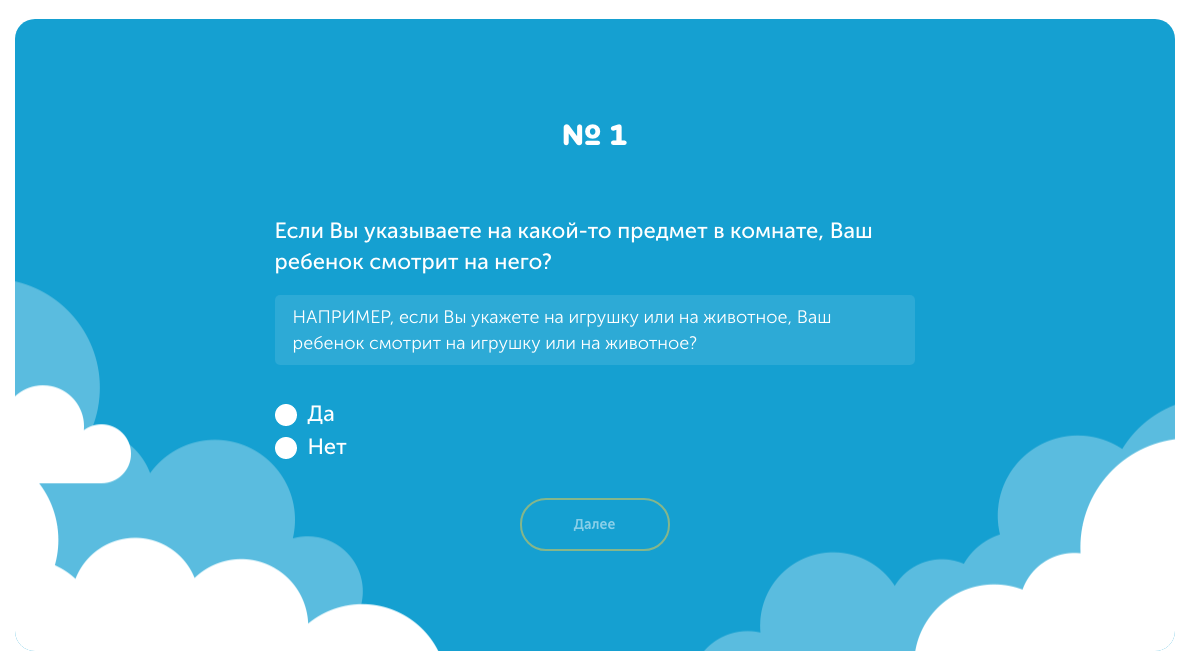 № 1
Если Вы указываете на какой-то предмет в комнате, Ваш
ребенок смотрит на него?
НАПРИМЕР, если Вы укажете на игрушку или на животное, Ваш
ребенок смотрит на игрушку или на животное?
Да
Нет
Далее